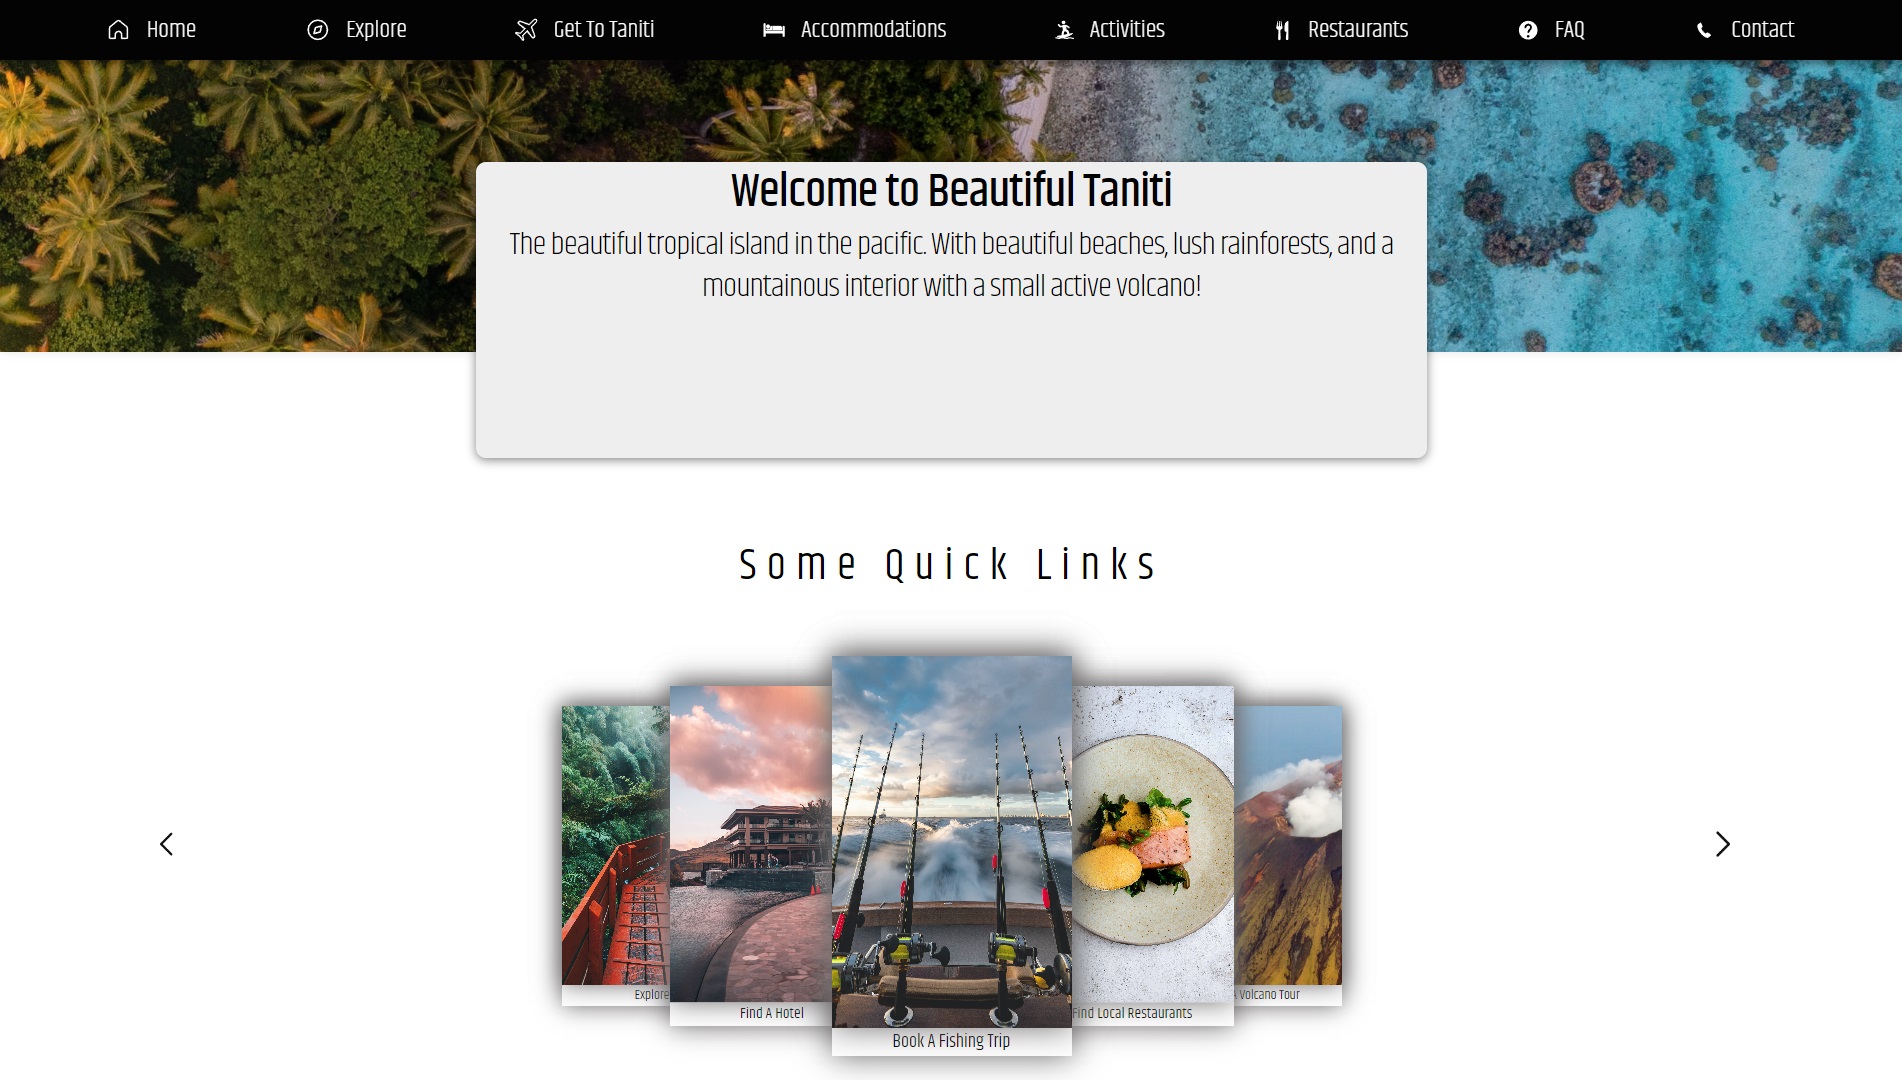 Home Explore Get To Taniti Accommodations Activities Restaurants FAQ Contact
Welcome to Beautiful Taniti
The beautiful tropical island in the pacific. With beautiful beaches, lush rainforests, and a
mountainous interior with a small active volcano!
Some Quick Links
Explore
Find A Hotel
Book A Fishing Trip
Find Local Restaurants
A Volcano Tour